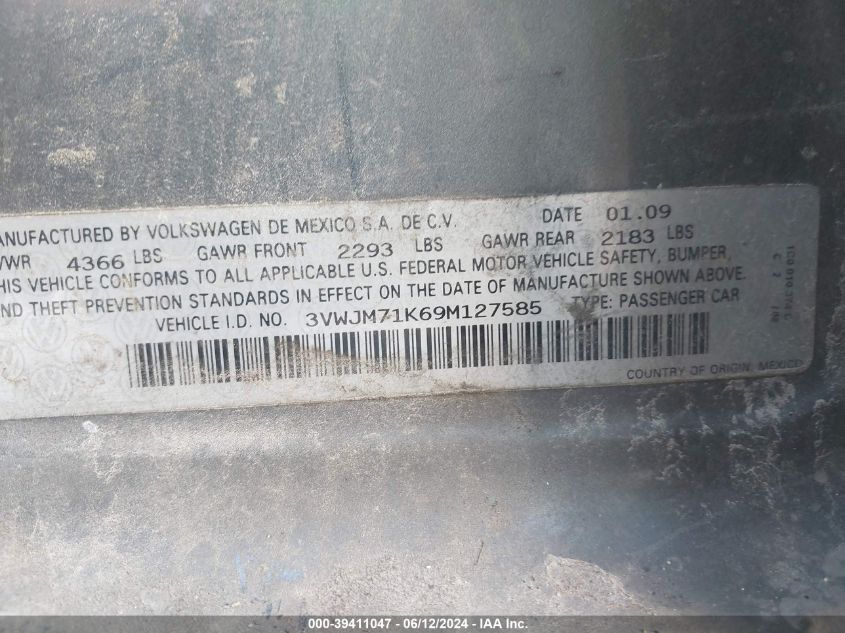 ANUFACTURED BY VOLKSWAGEN DE MEXICO S.A. DE C.V. DATE 01.09
VWR 4366 LBS GAWR FRONT 2293 LBS GAWR REAR 2183 LBS
HIS VEHICLE CONFORMS TO ALL APPLICABLE U.S. FEDERAL MOTOR VEHICLE SAFETY, BUMPER,
ND THEFT PREVENTION STANDARDS IN EFFECT ON THE DATE OF MANUFACTURE SHOWN ABOVE.
VEHICLE I.D. NO. 3VWJM71K69M127585 TYPE: PASSENGER CAR
COUNTRY OF ORIGIN: MEXICO
000-39411047 - 06/12/2024 - IAA Inc.